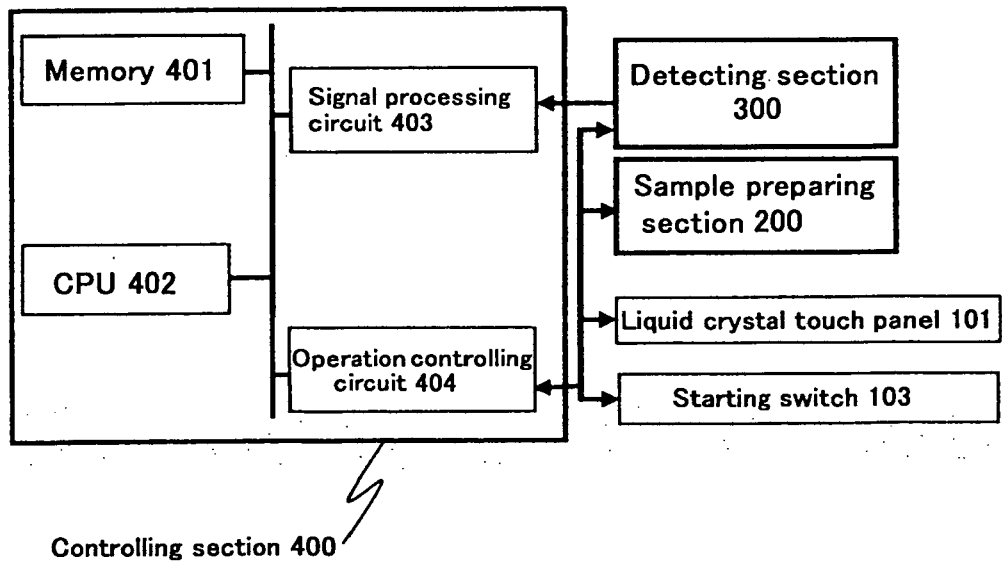 Memory 401
Signal processing
circuit 403
CPU 402
Operation controlling
circuit 404
Detecting section
300
Sample preparing
section 200
Liquid crystal touch panel 101
Starting switch 103
Controlling section 400